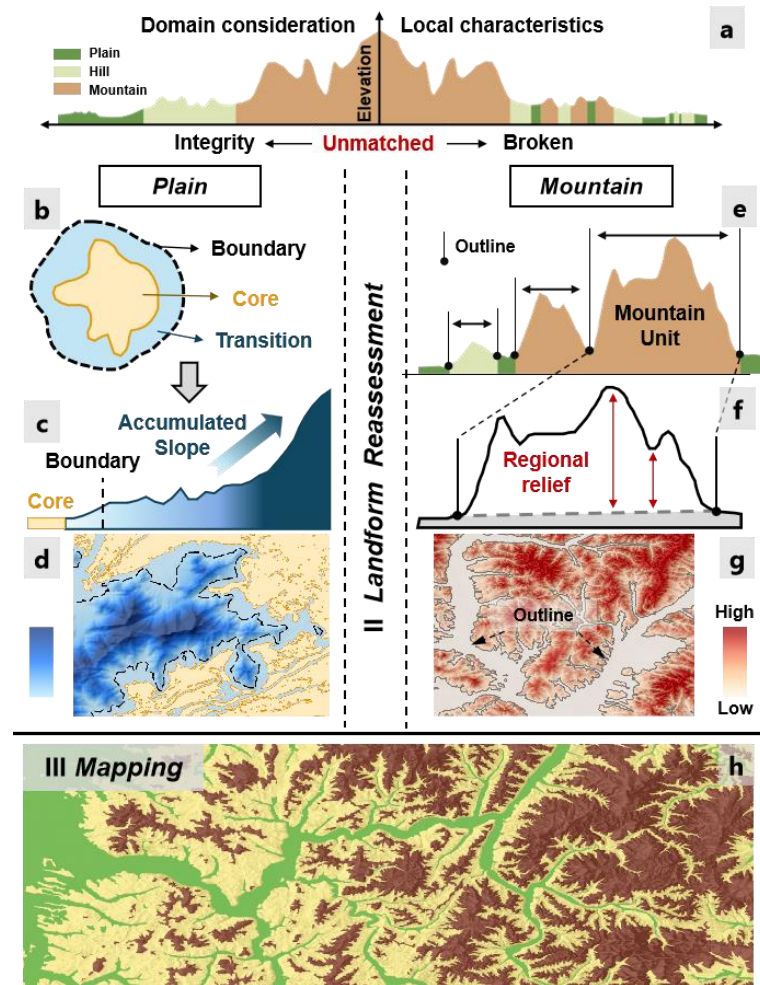 Domain consideration
Local characteristics
a
Plain
Hill
Mountain
Elevation
Integrity
Unmatched
Broken
Plain
Mountain
b
Boundary
Core
Transition
e
Outline
Mountain
Unit
II Landform Reassessment
c
Accumulated
Slope
Boundary
Core
f
Regional
relief
d
g
Outline
High
Low
III Mapping
h